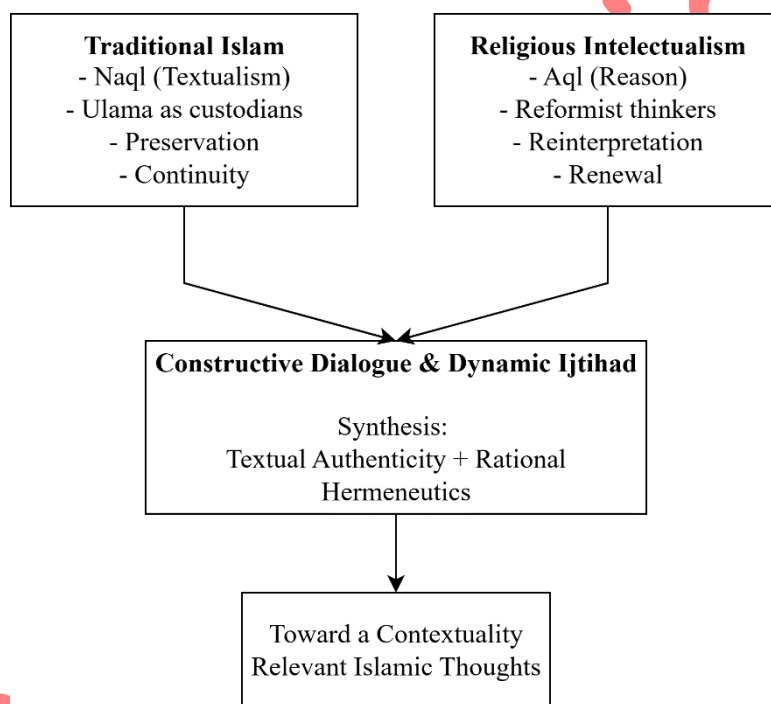 Traditional Islam
- Naql (Textualism)
- Ulama as custodians
- Preservation
- Continuity
Religious Intelectualism
- Aql (Reason)
- Reformist thinkers
- Reinterpretation
- Renewal
Constructive Dialogue & Dynamic Ijtihad
Synthesis:
Textual Authenticity + Rational
Hermeneutics
Toward a Contextuality
Relevant Islamic Thoughts